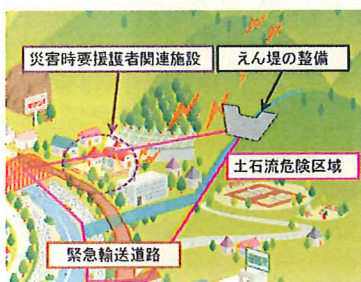 災害時要援護者関連施設
えん堤の整備
土石流危険区域
緊急輸送道路